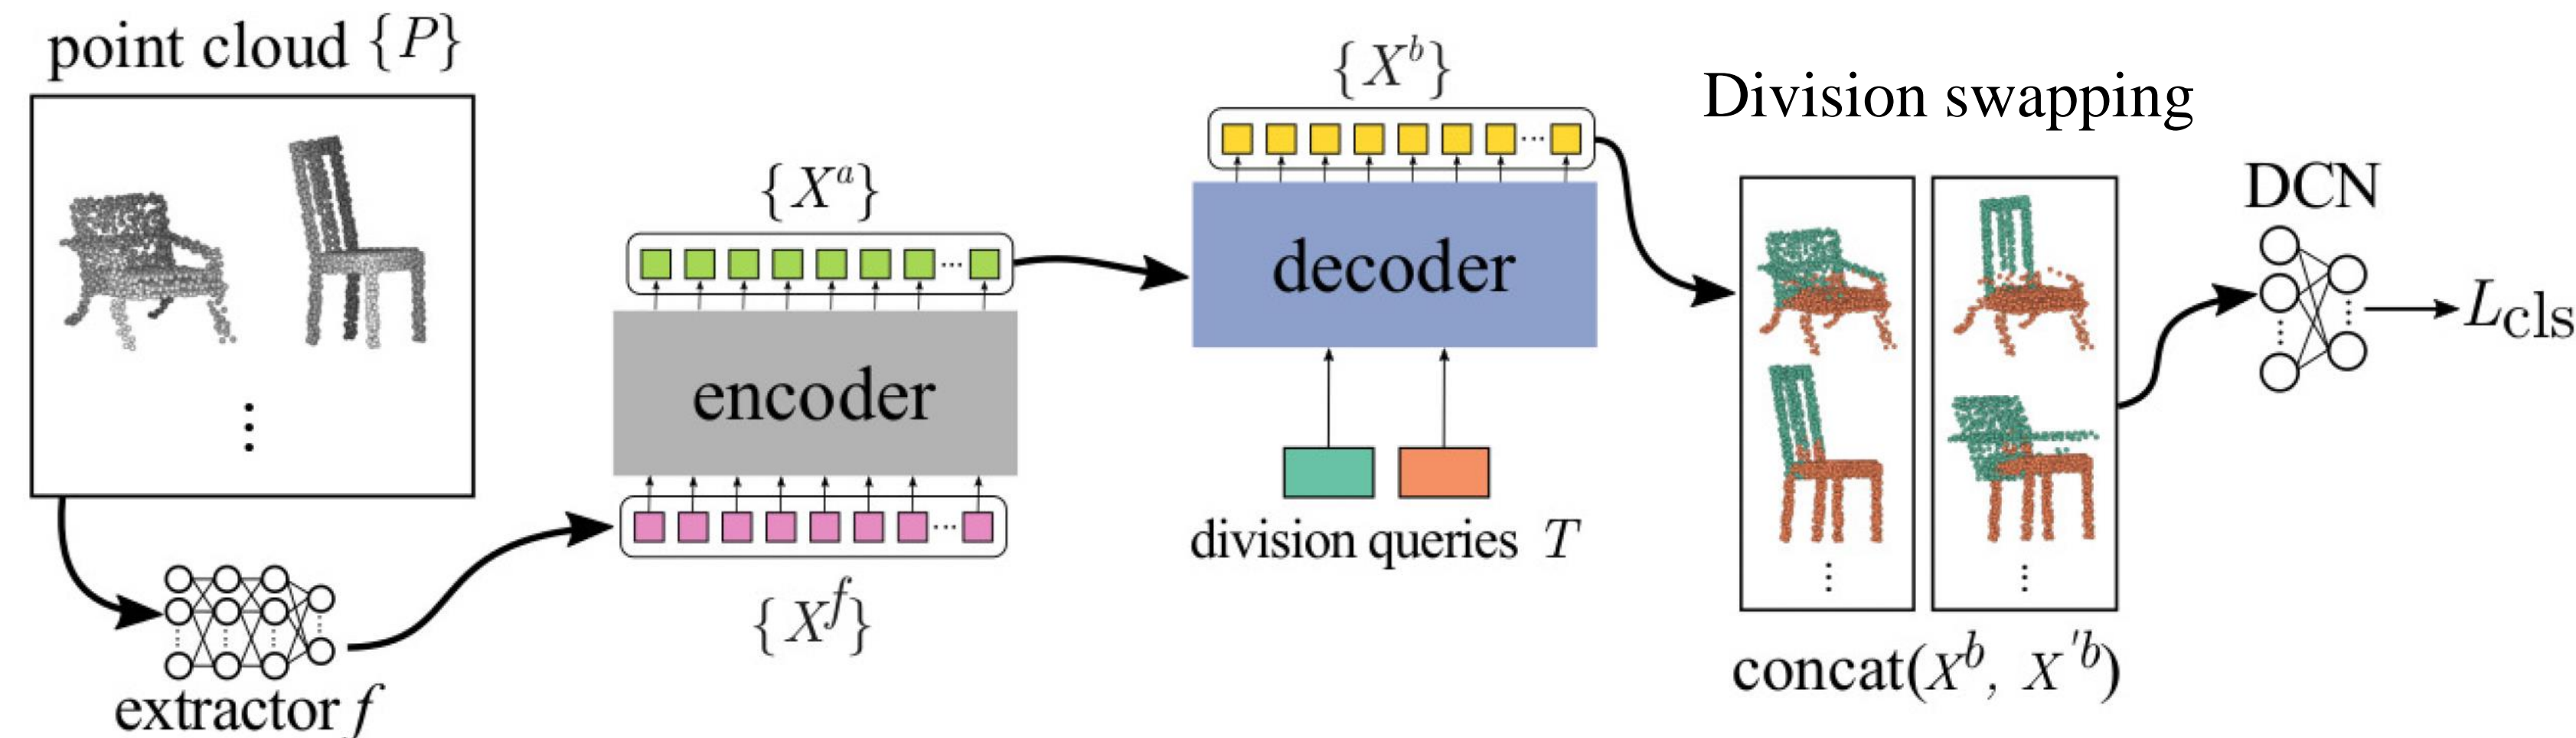 point cloud {P}
extractor f
{X^f}
encoder
{X^a}
{X^b}
decoder
division queries T
Division swapping
concat(X^b, X'^b)
DCN
L_cls